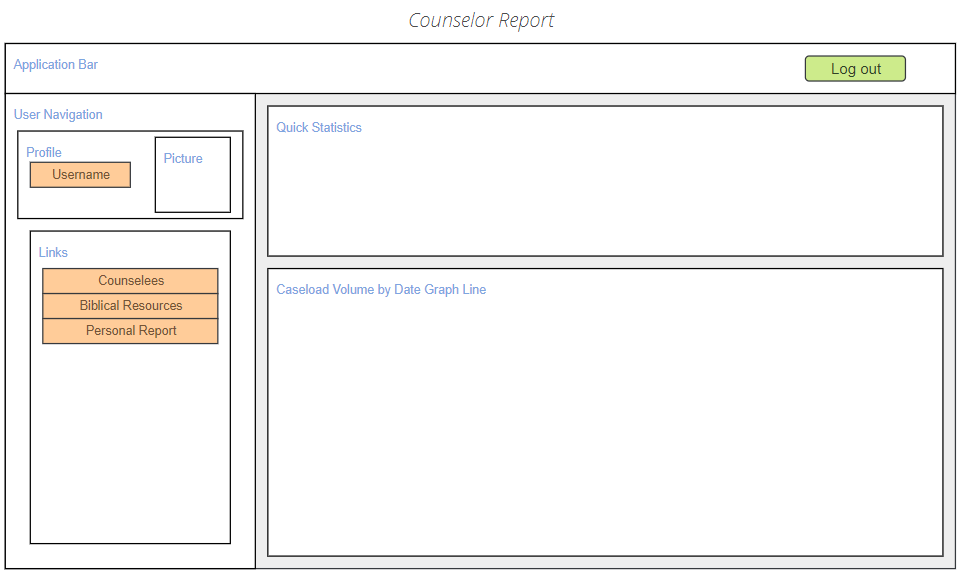 Counselor Report
Application Bar
Log out
User Navigation
Profile
Username
Picture
Links
Counselees
Biblical Resources
Personal Report
Quick Statistics
Caseload Volume by Date Graph Line